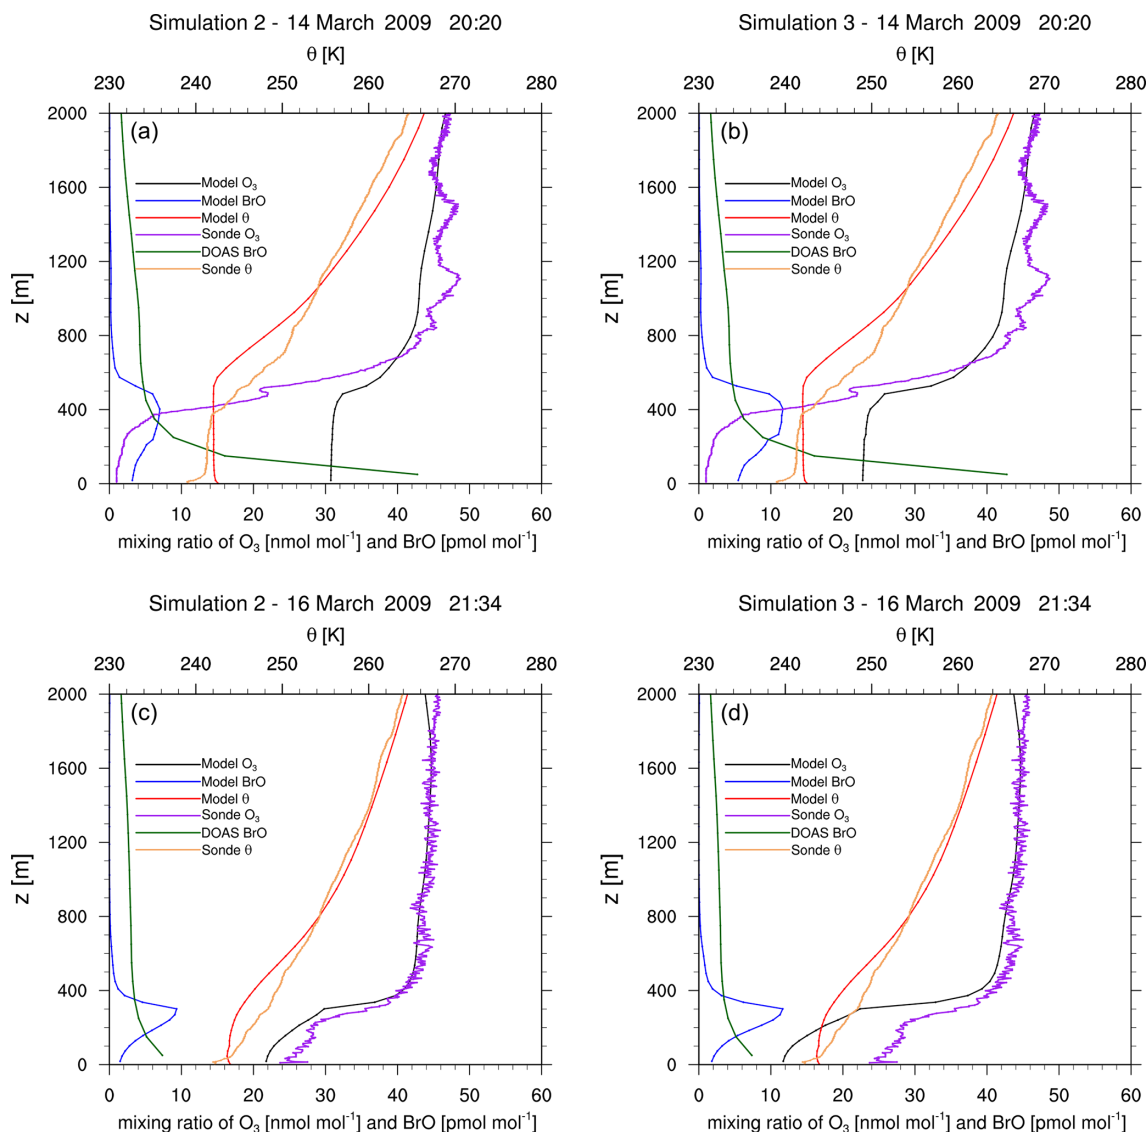 Simulation 2 - 14 March 2009 20:20
θ [K]
230 240 250 260 270 280
2000
1600
1200
800
400
0
z [m]
(a)
Model O₃
Model BrO
Model θ
Sonde O₃
DOAS BrO
Sonde θ
0 10 20 30 40 50 60
mixing ratio of O₃ [nmol mol⁻¹] and BrO [pmol mol⁻¹]
Simulation 3 - 14 March 2009 20:20
θ [K]
230 240 250 260 270 280
2000
1600
1200
800
400
0
z [m]
(b)
Model O₃
Model BrO
Model θ
Sonde O₃
DOAS BrO
Sonde θ
0 10 20 30 40 50 60
mixing ratio of O₃ [nmol mol⁻¹] and BrO [pmol mol⁻¹]
Simulation 2 - 16 March 2009 21:34
θ [K]
230 240 250 260 270 280
2000
1600
1200
800
400
0
z [m]
(c)
Model O₃
Model BrO
Model θ
Sonde O₃
DOAS BrO
Sonde θ
0 10 20 30 40 50 60
mixing ratio of O₃ [nmol mol⁻¹] and BrO [pmol mol⁻¹]
Simulation 3 - 16 March 2009 21:34
θ [K]
230 240 250 260 270 280
2000
1600
1200
800
400
0
z [m]
(d)
Model O₃
Model BrO
Model θ
Sonde O₃
DOAS BrO
Sonde θ
0 10 20 30 40 50 60
mixing ratio of O₃ [nmol mol⁻¹] and BrO [pmol mol⁻¹]